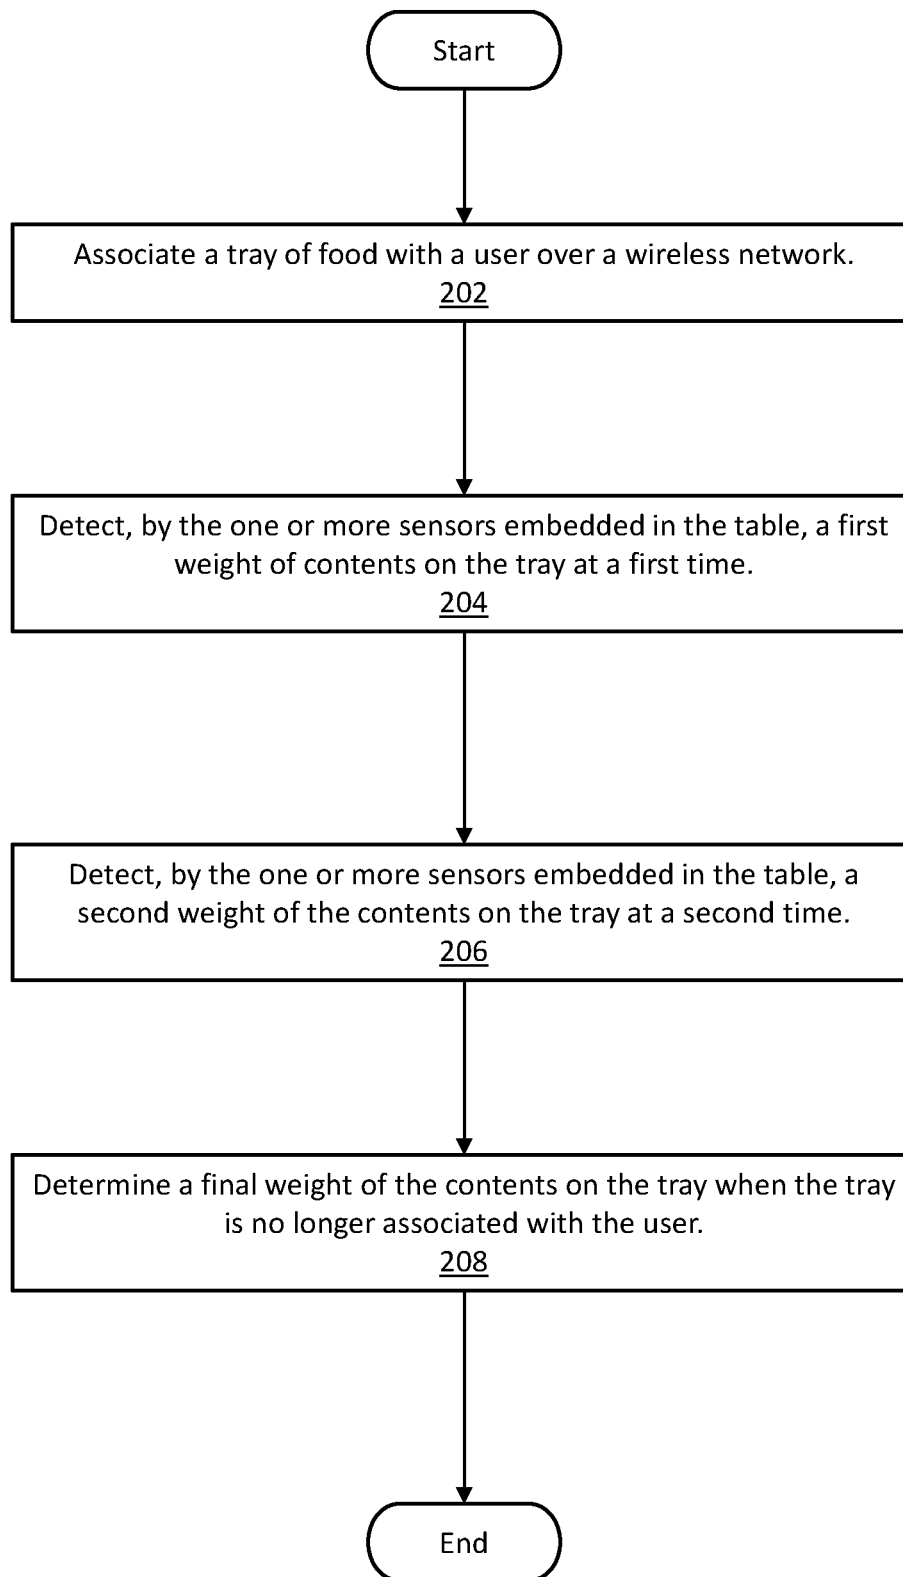 Start
Associate a tray of food with a user over a wireless network.
202
Detect, by the one or more sensors embedded in the table, a first
weight of contents on the tray at a first time.
204
Detect, by the one or more sensors embedded in the table, a
second weight of the contents on the tray at a second time.
206
Determine a final weight of the contents on the tray when the tray
is no longer associated with the user.
208
End